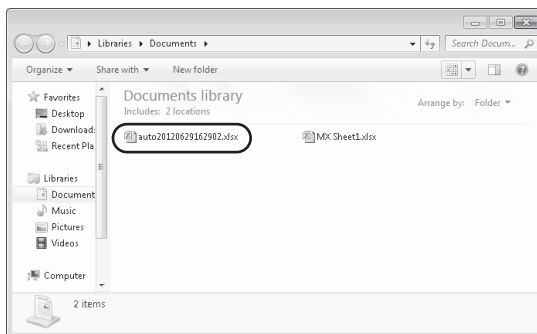 Libraries ▸ Documents ▸
Search Docum...
Organize ▾ Share with ▾ New folder
Favorites
Desktop
Download:
Recent Pla
Libraries
Document
Music
Pictures
Videos
Computer
Documents library
Includes: 2 locations
Arrange by: Folder ▾
auto20120629162902.xlsx
MX Sheet1.xlsx
2 items